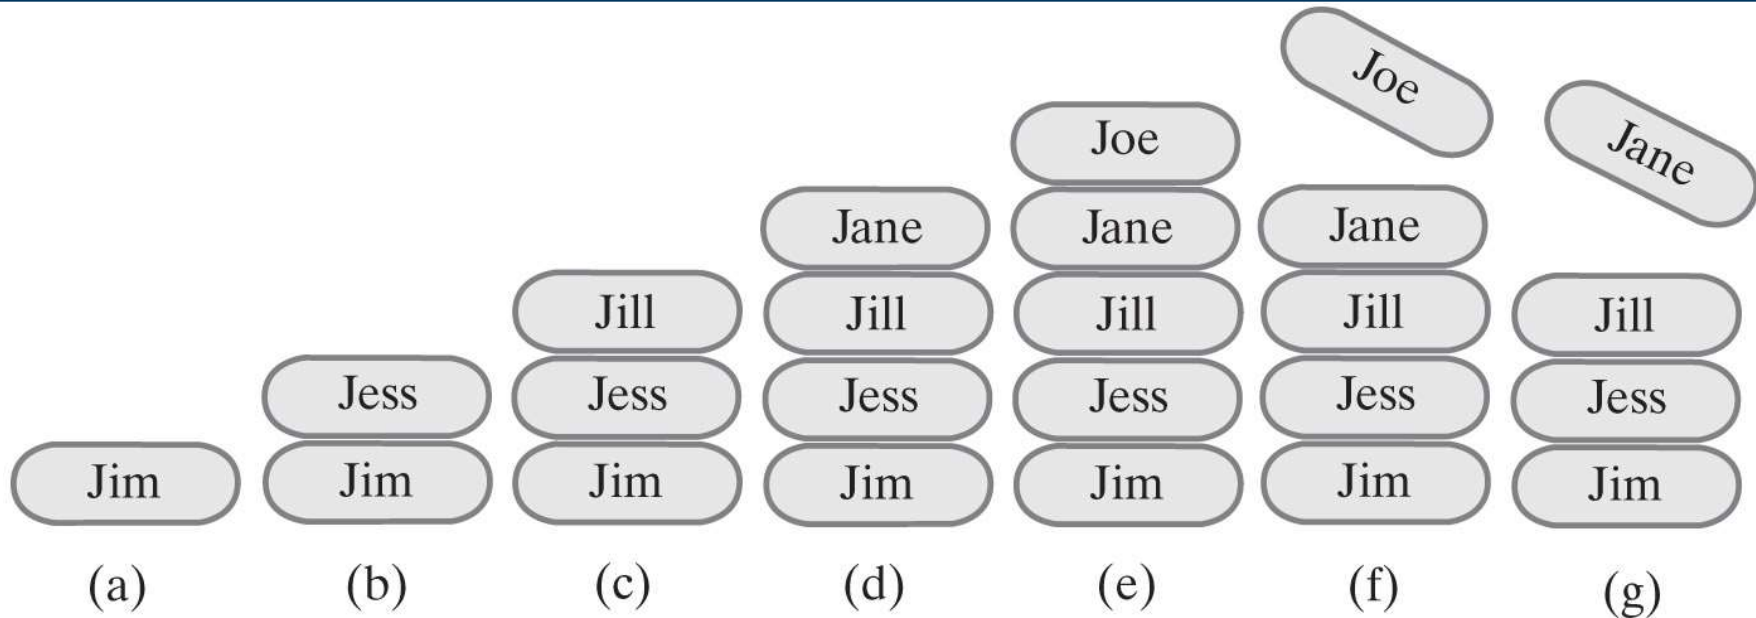 Joe
Jane
Joe
Jane Jane Jane
Jill Jill Jill Jill Jill
Jess Jess Jess Jess Jess Jess
Jim Jim Jim Jim Jim Jim Jim
(a) (b) (c) (d) (e) (f) (g)